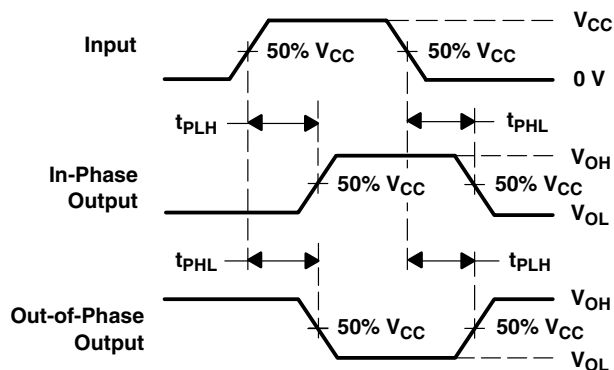 Input
50% VCC
50% VCC
VCC
0 V
tPLH
tPHL
In-Phase
Output
50% VCC
50% VCC
VOH
VOL
tPHL
tPLH
Out-of-Phase
Output
50% VCC
50% VCC
VOH
VOL